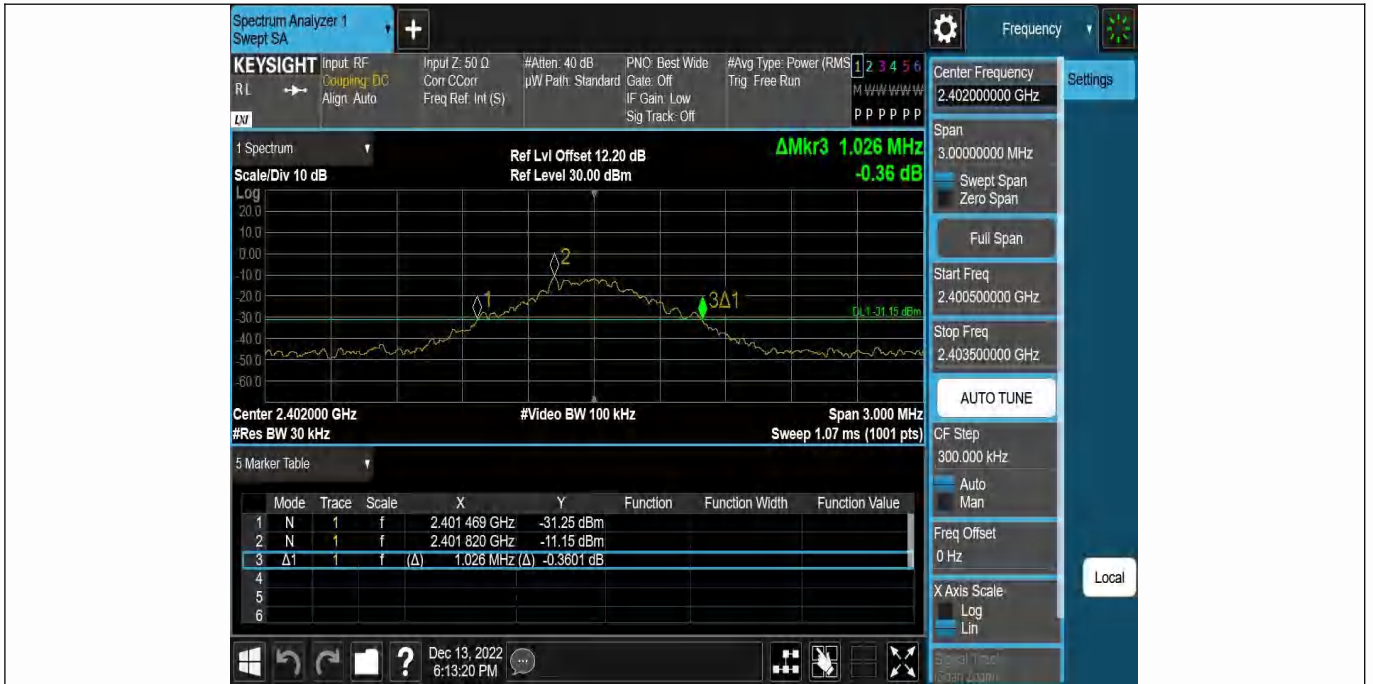 Spectrum Analyzer 1
Swept SA
+
Frequency
KEYSIGHT
RL
LXI
Input: RF
Coupling: DC
Align: Auto
Input Z: 50 Ω
Corr CCorr
Freq Ref: Int (S)
#Atten: 40 dB
µW Path: Standard
PNO: Best Wide
Gate: Off
IF Gain: Low
Sig Track: Off
#Avg Type: Power (RMS
Trig: Free Run
1 2 3 4 5 6
M W W W W W
P P P P P P
Center Frequency
2.402000000 GHz
Settings
Span
3.00000000 MHz
Swept Span
Zero Span
Full Span
Start Freq
2.400500000 GHz
Stop Freq
2.403500000 GHz
AUTO TUNE
CF Step
300.000 kHz
Auto
Man
Freq Offset
0 Hz
X Axis Scale
Log
Lin
Signal Track
(Span Zoom)
Local
1 Spectrum
Scale/Div 10 dB
Ref Lvl Offset 12.20 dB
Ref Level 30.00 dBm
ΔMkr3 1.026 MHz
-0.36 dB
Log
20.0
10.0
0.00
-10.0
-20.0
-30.0
-40.0
-50.0
-60.0
1
2
3Δ1
DL1 -31.15 dBm
Center 2.402000 GHz
#Video BW 100 kHz
Span 3.000 MHz
#Res BW 30 kHz
Sweep 1.07 ms (1001 pts)
5 Marker Table
Mode Trace Scale X Y Function Function Width Function Value
1 N 1 f 2.401 469 GHz -31.25 dBm
2 N 1 f 2.401 820 GHz -11.15 dBm
3 Δ1 1 f (Δ) 1.026 MHz (Δ) -0.3601 dB
4
5
6
?
Dec 13, 2022
6:13:20 PM